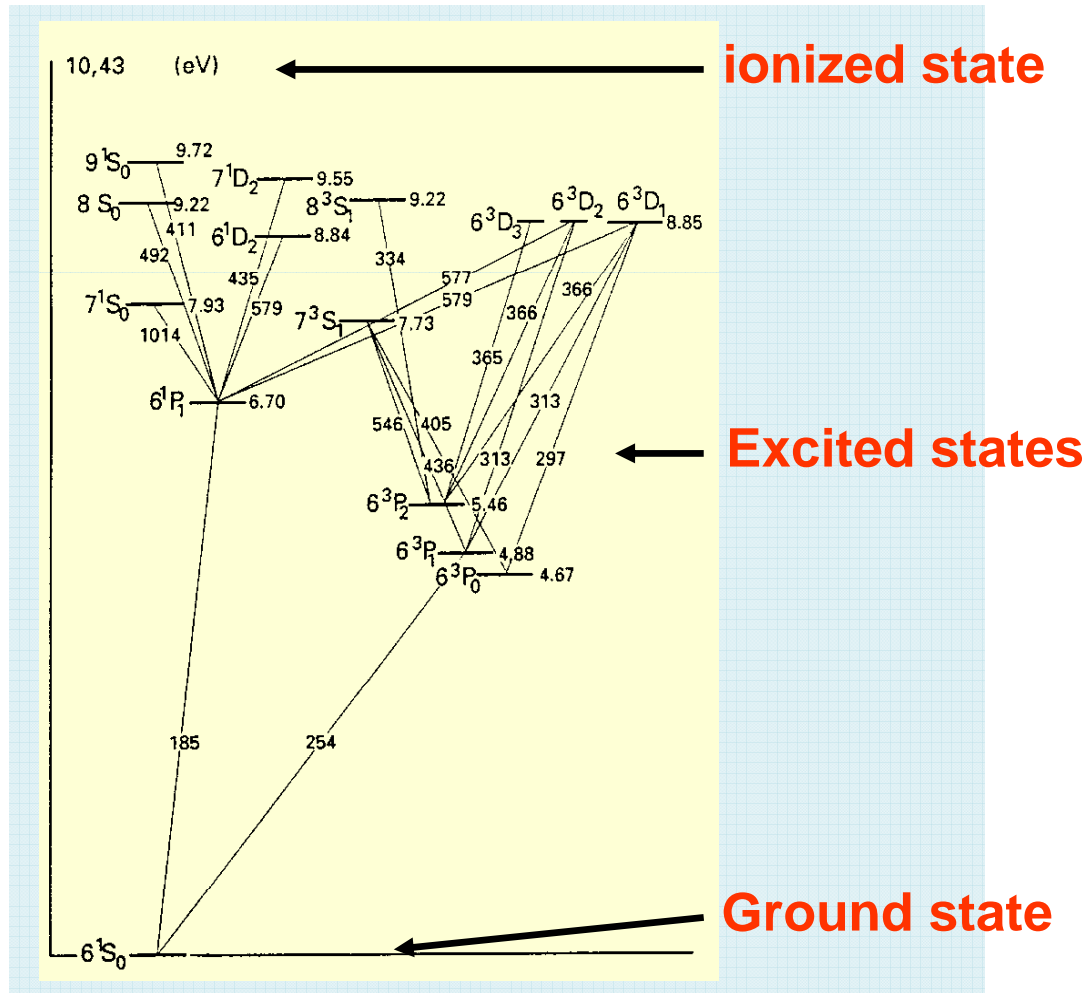 10,43 (eV)
ionized state
9¹S₀ 9.72
7¹D₂ 9.55
8 S₀ 9.22
8³S₁ 9.22
6³D₃
6³D₂
6³D₁ 8.85
411
6¹D₂ 8.84
492
334
435
577
579
366
7¹S₀ 7.93
579
366
7³S₁ 7.73
1014
365
6¹P₁ 6.70
313
546
405
436
313
297
Excited states
6³P₂ 5.46
6³P₁ 4,88
6³P₀ 4.67
185
254
Ground state
6¹S₀